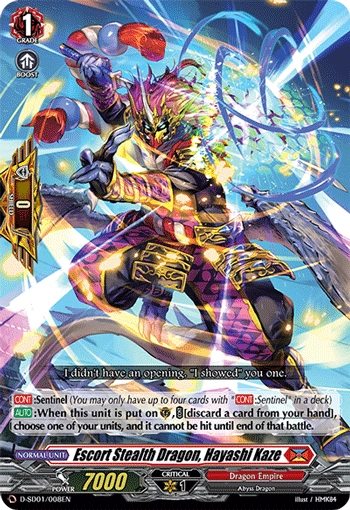 1
GRADE
BOOST
SHIELD
0
I didn't have an opening, "I showed" you one.
CONT:Sentinel (You may only have up to four cards with "CONT:Sentinel" in a deck)
AUTO:When this unit is put on G, [discard a card from your hand],
choose one of your units, and it cannot be hit until end of that battle.
NORMAL UNIT Escort Stealth Dragon, Hayashi Kaze
POWER 7000 CRITICAL 1 Dragon Empire
Abyss Dragon
D-SD01/008EN illust / HMK84